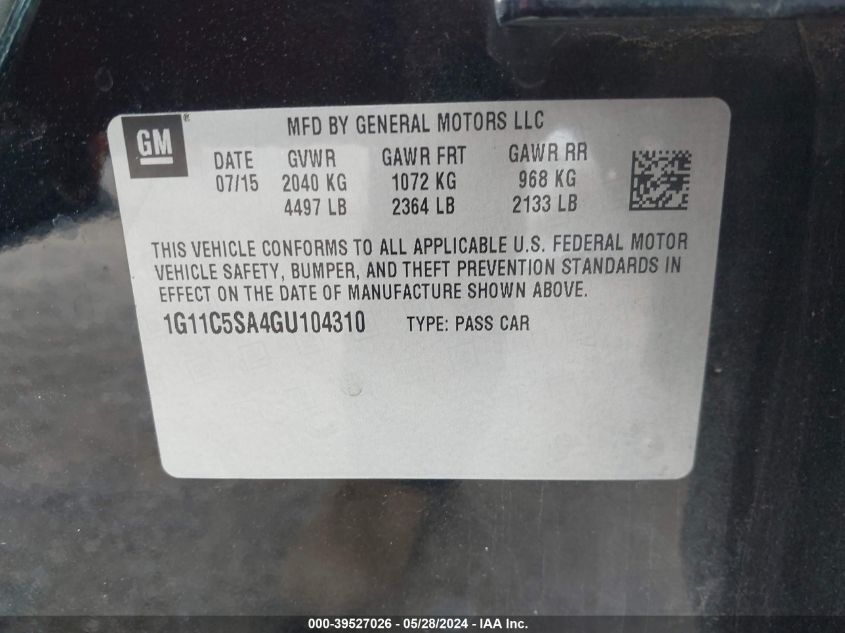 GM®
MFD BY GENERAL MOTORS LLC
DATE GVWR GAWR FRT GAWR RR
07/15 2040 KG 1072 KG 968 KG
4497 LB 2364 LB 2133 LB
THIS VEHICLE CONFORMS TO ALL APPLICABLE U.S. FEDERAL MOTOR
VEHICLE SAFETY, BUMPER, AND THEFT PREVENTION STANDARDS IN
EFFECT ON THE DATE OF MANUFACTURE SHOWN ABOVE.
1G11C5SA4GU104310 TYPE: PASS CAR
000-39527026 - 05/28/2024 - IAA Inc.